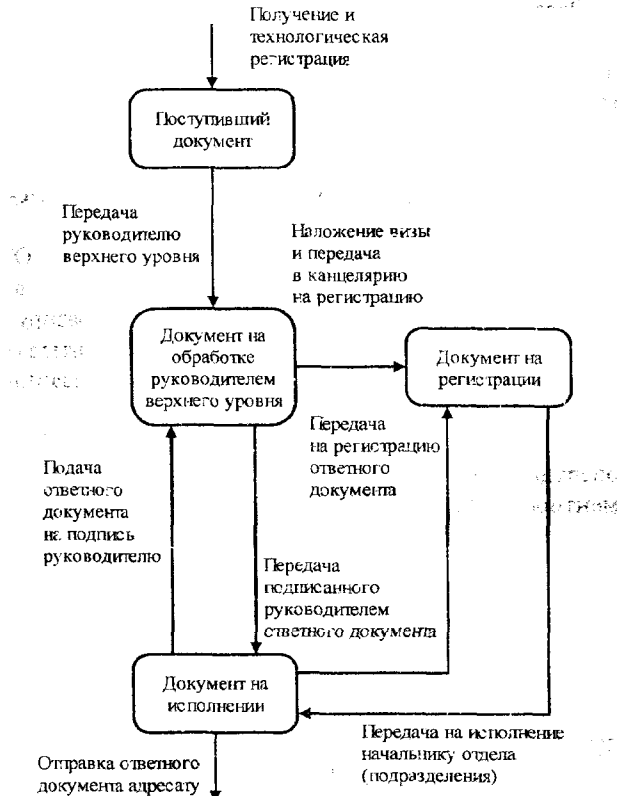 Получение и
технологическая
регистрация
Поступивший
документ
Передача
руководителю
верхнего уровня
Наложение визы
и передача
в канцелярию
на регистрацию
Документ на
обработке
руководителем
верхнего уровня
Документ на
регистрации
Передача
на регистрацию
ответного
документа
Подача
ответного
документа
на подпись
руководителю
Передача
подписанного
руководителем
ответного документа
Документ на
исполнении
Передача на исполнение
начальнику отдела
(подразделения)
Отправка ответного
документа адресату